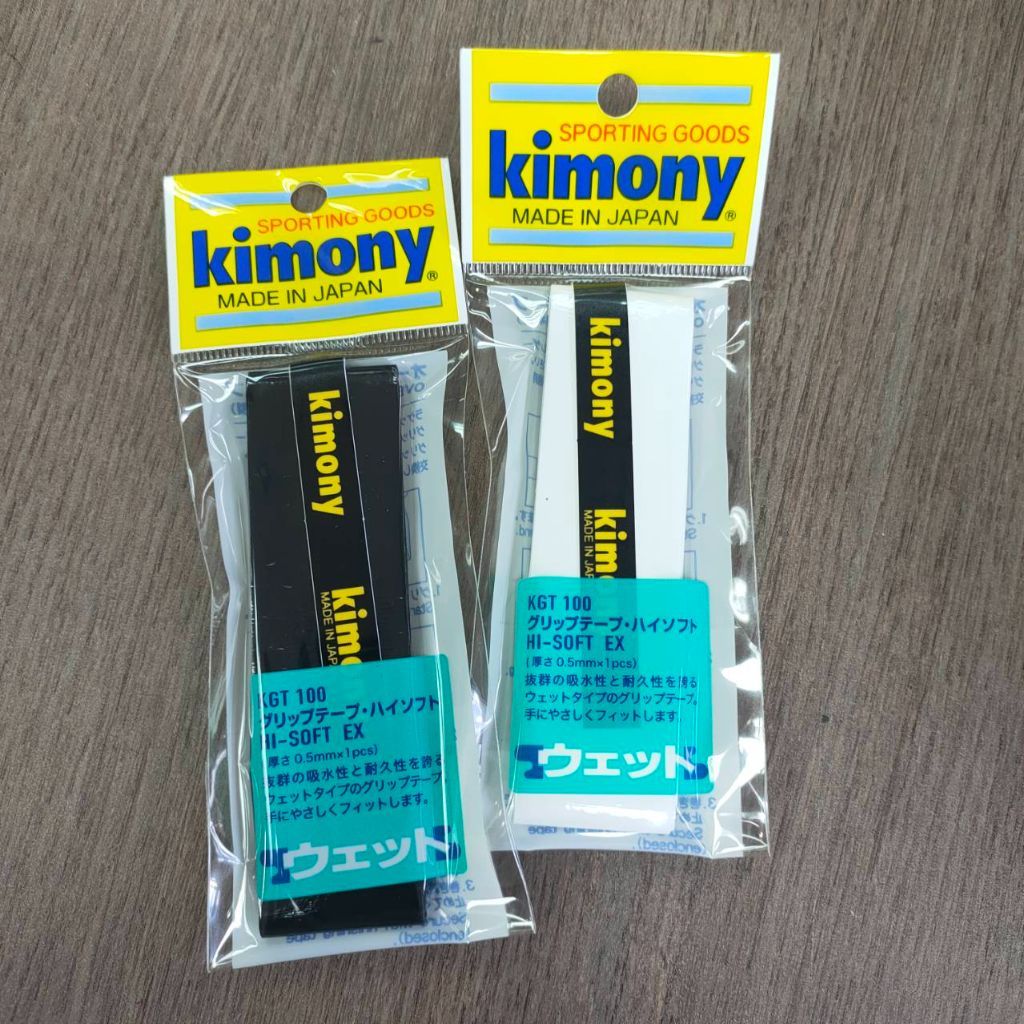 SPORTING GOODS
kimony®
MADE IN JAPAN
kimony
kimo
MADE IN JAP
KGT 100
グリップテープ・ハイソフト
HI-SOFT EX
(厚さ0.5mm×1pcs)
抜群の吸水性と耐久性を誇る
ウェットタイプのグリップテープ。
手にやさしくフィットします。
ウェット
SPORTING GOODS
kimony®
MADE IN JAPAN
kimony
kimo
MADE IN JAP
KGT 100
グリップテープ・ハイソフト
HI-SOFT EX
(厚さ0.5mm×1pcs)
抜群の吸水性と耐久性を誇る
ウェットタイプのグリップテープ。
手にやさしくフィットします。
ウェット